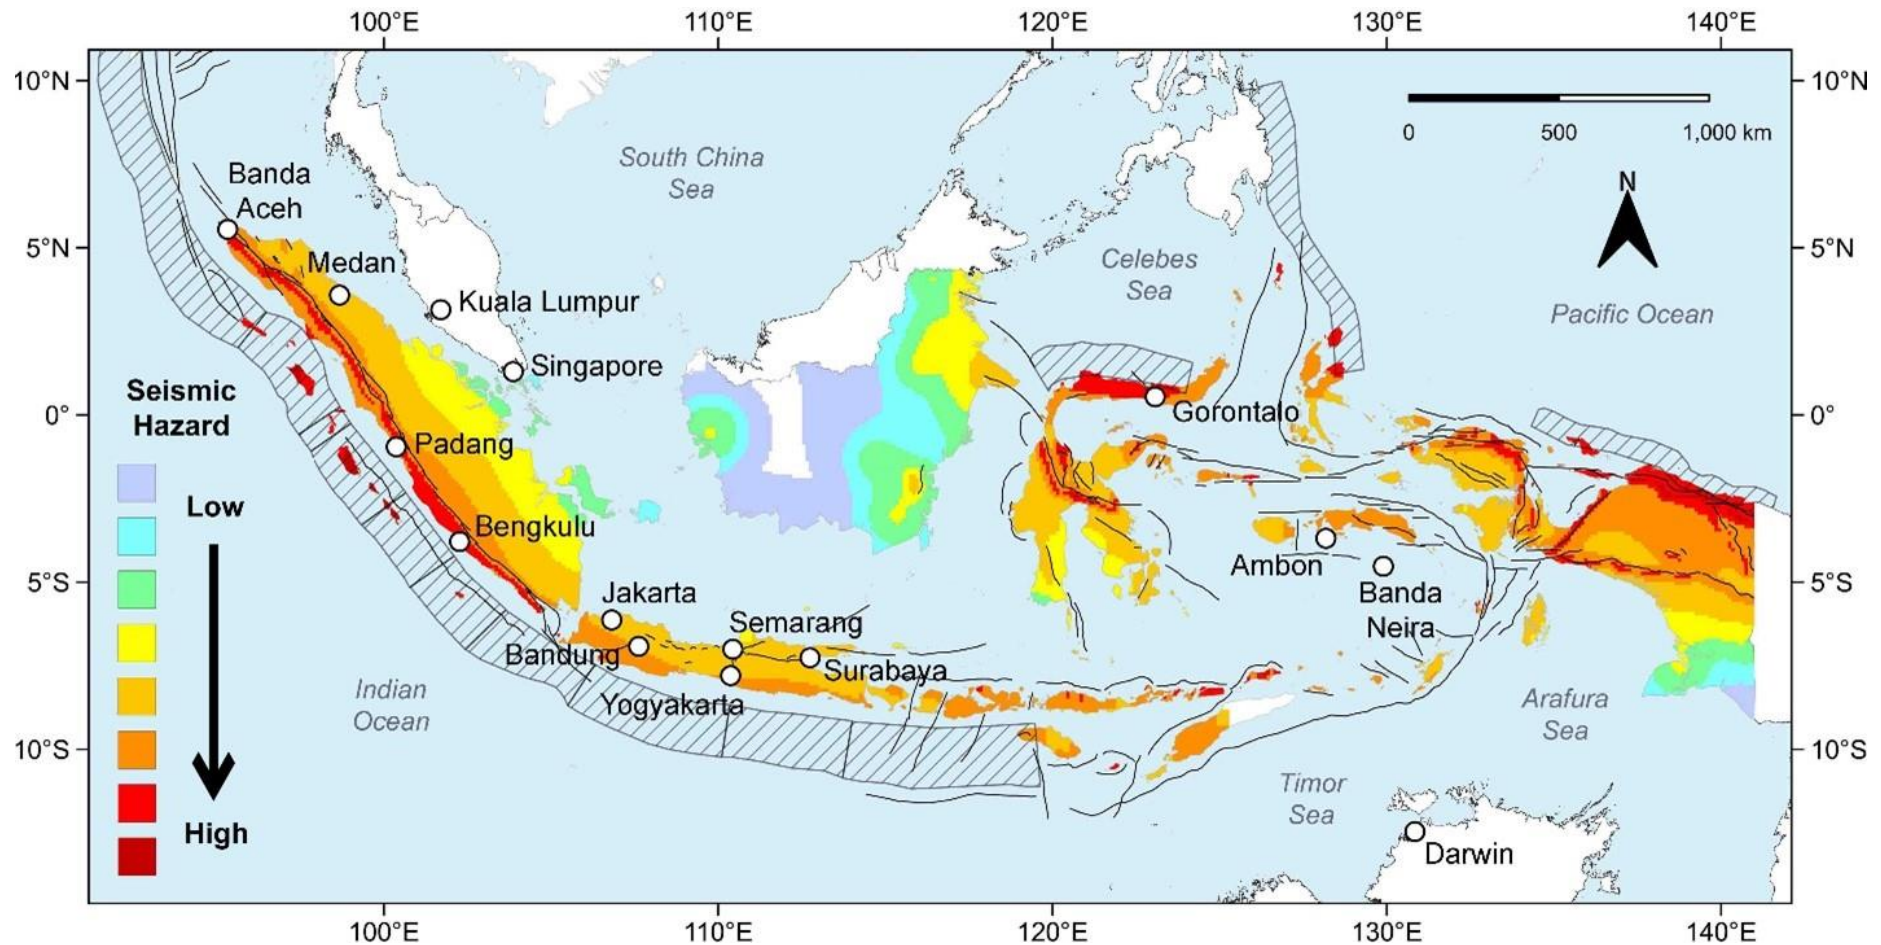 100°E
110°E
120°E
130°E
140°E
10°N
10°N
0
500
1,000 km
South China
Sea
N
Banda
Aceh
5°N
5°N
Medan
Celebes
Sea
Kuala Lumpur
Pacific Ocean
Singapore
Seismic
Hazard
0°
0°
Gorontalo
Padang
Low
Bengkulu
Ambon
5°S
5°S
Jakarta
Banda
Neira
Semarang
Bandung
Surabaya
Indian
Ocean
Yogyakarta
Arafura
Sea
10°S
10°S
Timor
Sea
High
Darwin
100°E
110°E
120°E
130°E
140°E